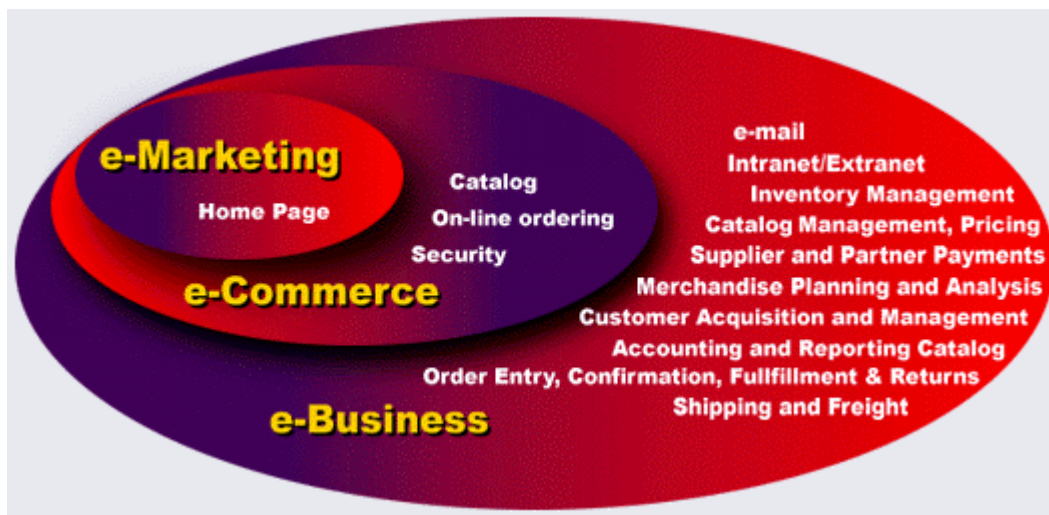 e-Marketing
Home Page
Catalog
On-line ordering
Security
e-Commerce
e-mail
Intranet/Extranet
Inventory Management
Catalog Management, Pricing
Supplier and Partner Payments
Merchandise Planning and Analysis
Customer Acquisition and Management
Accounting and Reporting Catalog
Order Entry, Confirmation, Fullfillment & Returns
Shipping and Freight
e-Business